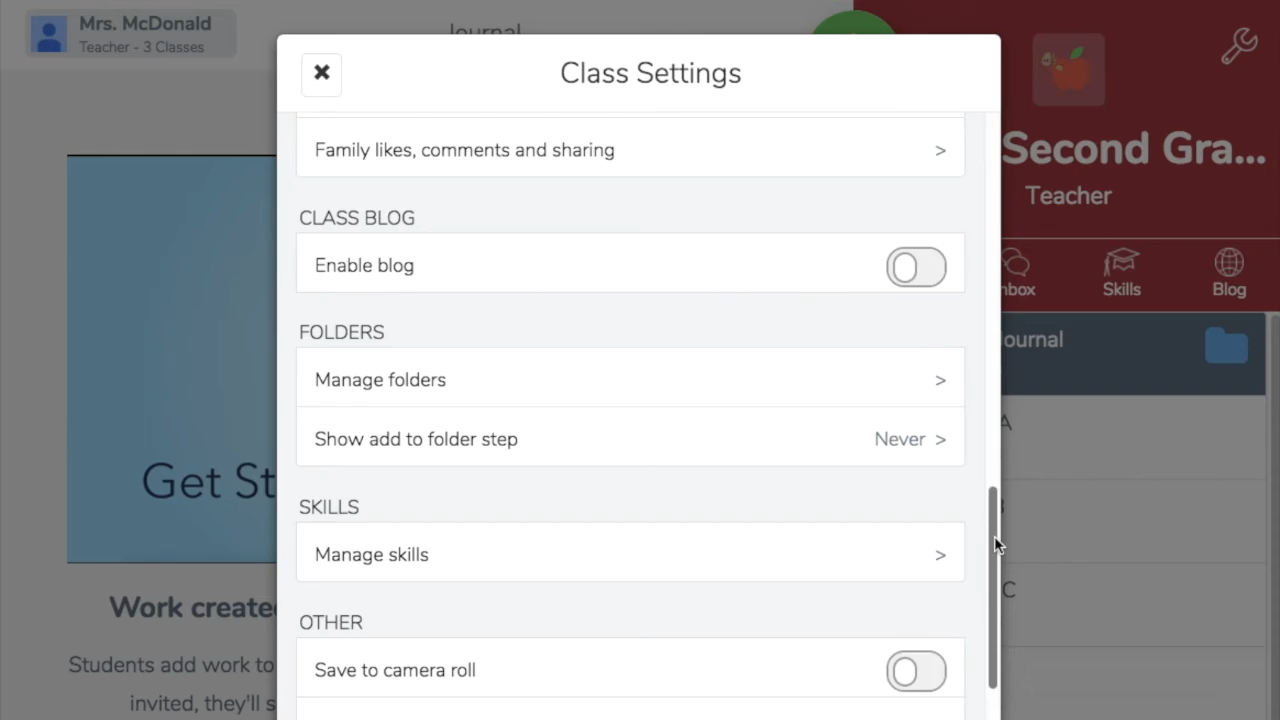 Mrs. McDonald
Teacher - 3 Classes
Journal
Class Settings
Second Gra...
Teacher
Family likes, comments and sharing >
CLASS BLOG
Enable blog
Skills
Blog
FOLDERS
Manage folders >
Show add to folder step Never >
A
Get St
SKILLS
Manage skills >
C
Work create
OTHER
Students add work to
Save to camera roll
invited, they'll s